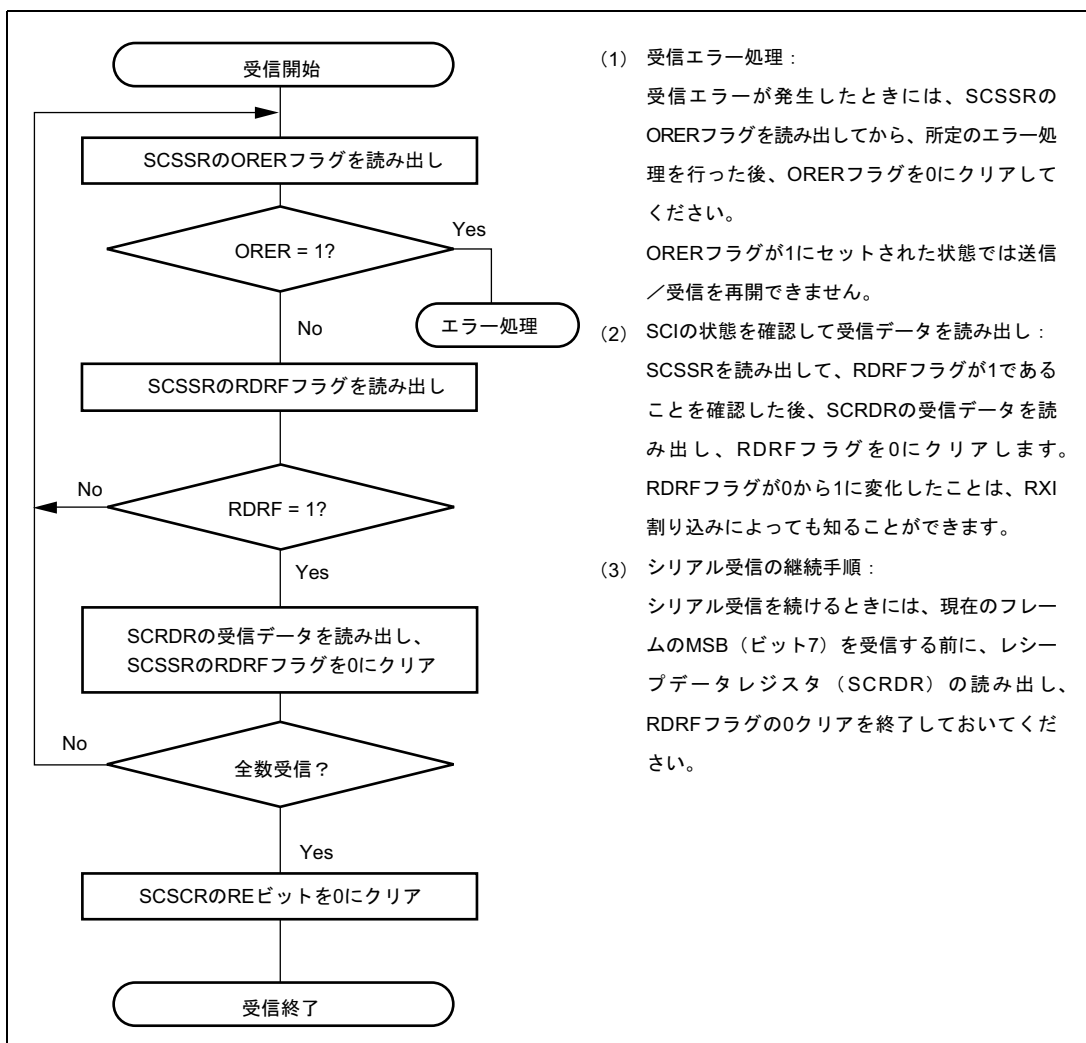 受信開始
SCSSRのORERフラグを読み出し
ORER = 1?
Yes
エラー処理
No
SCSSRのRDRFフラグを読み出し
No
RDRF = 1?
Yes
SCRDRの受信データを読み出し、
SCSSRのRDRFフラグを0にクリア
No
全数受信？
Yes
SCSCRのREビットを0にクリア
受信終了
（1） 受信エラー処理：
受信エラーが発生したときには、SCSSRの
ORERフラグを読み出してから、所定のエラー処
理を行った後、ORERフラグを0にクリアして
ください。
ORERフラグが1にセットされた状態では送信
／受信を再開できません。
（2） SCIの状態を確認して受信データを読み出し：
SCSSRを読み出して、RDRFフラグが1である
ことを確認した後、SCRDRの受信データを読
み出し、RDRFフラグを0にクリアします。
RDRFフラグが0から1に変化したことは、RXI
割り込みによっても知ることができます。
（3） シリアル受信の継続手順：
シリアル受信を続けるときには、現在のフレー
ムのMSB（ビット7）を受信する前に、レシー
ブデータレジスタ（SCRDR）の読み出し、
RDRFフラグの0クリアを終了しておいてくだ
さい。